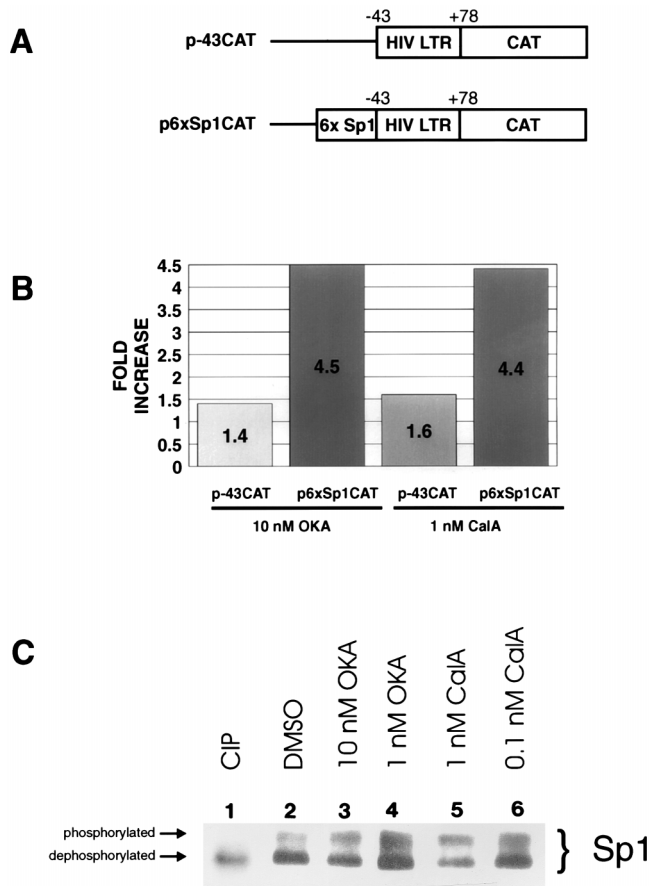 A
-43 +78
p-43CAT HIV LTR CAT
-43 +78
p6xSp1CAT 6x Sp1 HIV LTR CAT
B
FOLD
INCREASE
4.5
4
3.5
3
2.5
2
1.5
1
0.5
0
1.4 4.5 1.6 4.4
p-43CAT p6xSp1CAT p-43CAT p6xSp1CAT
10 nM OKA 1 nM CalA
C
CIP DMSO 10 nM OKA 1 nM OKA 1 nM CalA 0.1 nM CalA
1 2 3 4 5 6
phosphorylated
dephosphorylated
} Sp1